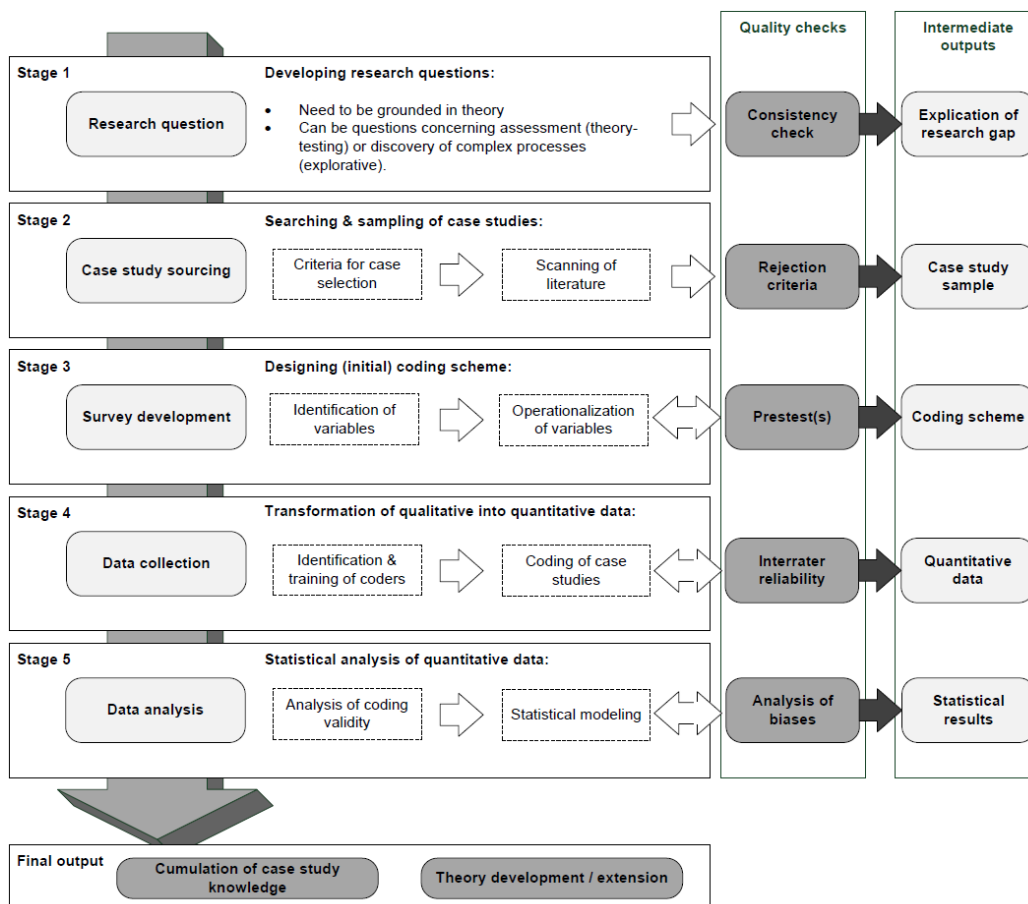 Quality checks
Intermediate
outputs
Stage 1
Developing research questions:
Research question
• Need to be grounded in theory
• Can be questions concerning assessment (theory-
testing) or discovery of complex processes
(explorative).
Consistency
check
Explication of
research gap
Stage 2
Searching & sampling of case studies:
Case study sourcing
Criteria for case
selection
Scanning of
literature
Rejection
criteria
Case study
sample
Stage 3
Designing (initial) coding scheme:
Survey development
Identification of
variables
Operationalization
of variables
Prestest(s)
Coding scheme
Stage 4
Transformation of qualitative into quantitative data:
Data collection
Identification &
training of coders
Coding of case
studies
Interrater
reliability
Quantitative
data
Stage 5
Statistical analysis of quantitative data:
Data analysis
Analysis of coding
validity
Statistical modeling
Analysis of
biases
Statistical
results
Final output
Cumulation of case study
knowledge
Theory development / extension